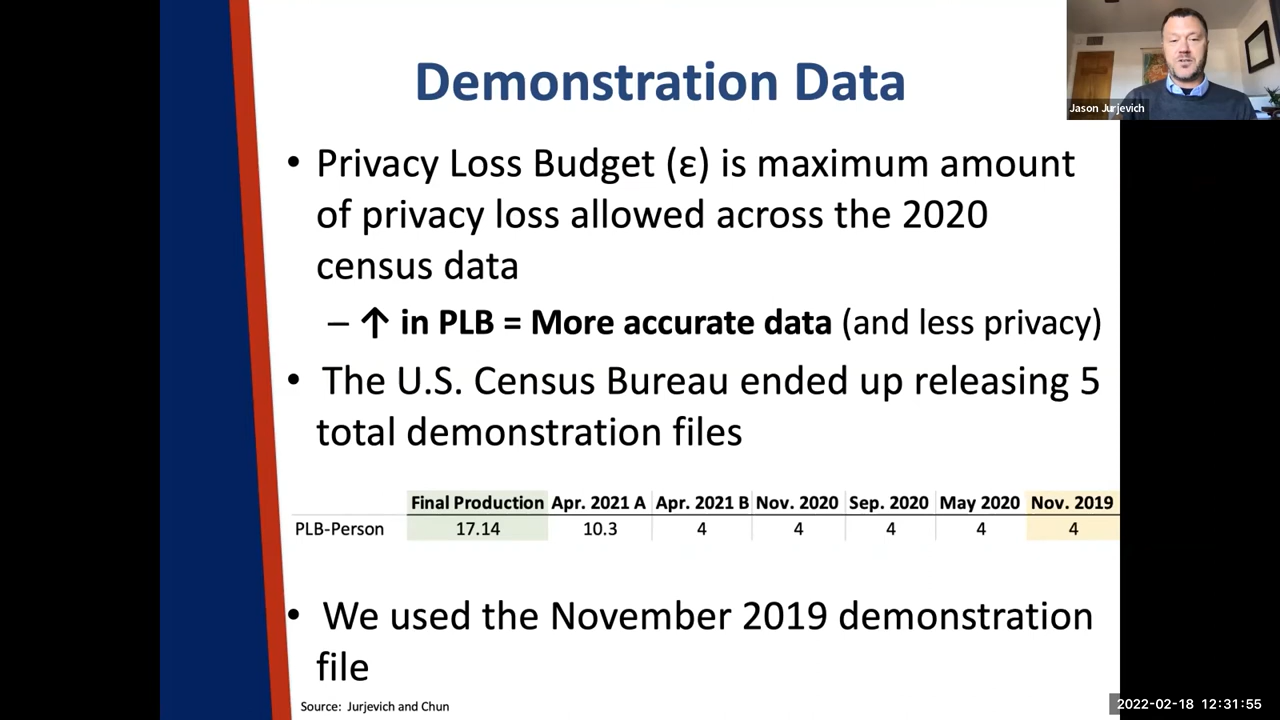 Demonstration Data
Jason Jurjevich
• Privacy Loss Budget (ε) is maximum amount
of privacy loss allowed across the 2020
census data
– ↑ in PLB = More accurate data (and less privacy)
• The U.S. Census Bureau ended up releasing 5
total demonstration files
Final Production Apr. 2021 A Apr. 2021 B Nov. 2020 Sep. 2020 May 2020 Nov. 2019
PLB-Person 17.14 10.3 4 4 4 4 4
• We used the November 2019 demonstration
file
Source: Jurjevich and Chun
2022-02-18 12:31:55